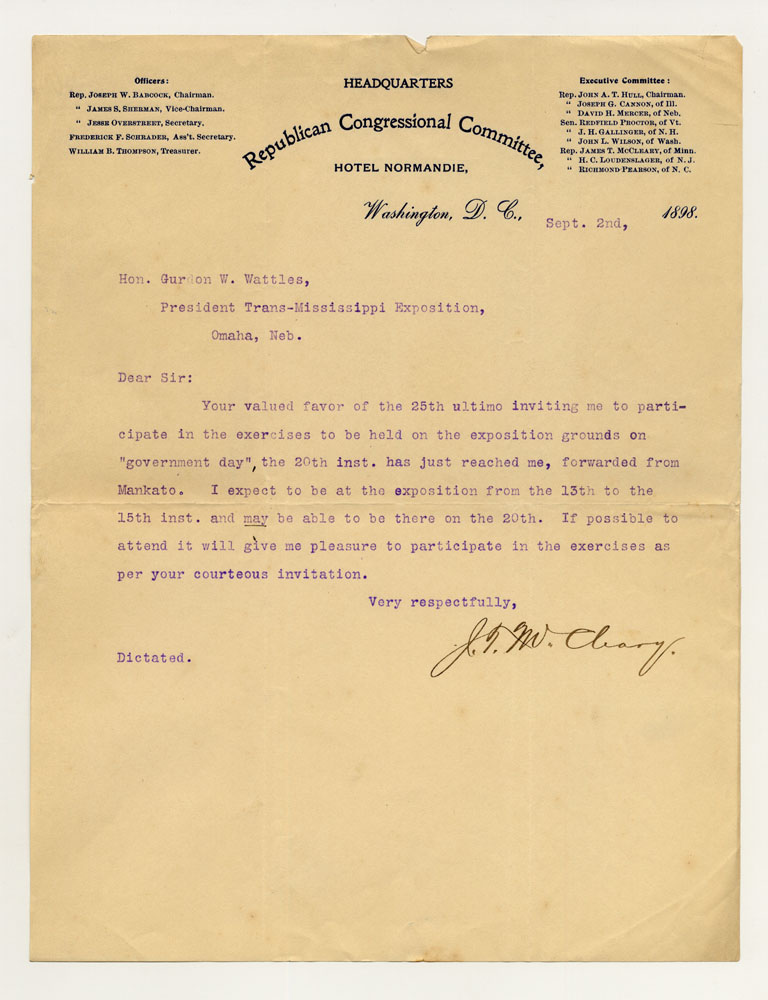 Officers:
Rep. JOSEPH W. BABCOCK, Chairman.
" JAMES S. SHERMAN, Vice-Chairman.
" JESSE OVERSTREET, Secretary.
FREDERICK F. SCHRADER, Ass't. Secretary.
WILLIAM B. THOMPSON, Treasurer.
HEADQUARTERS
Republican Congressional Committee,
HOTEL NORMANDIE,
Executive Committee:
Rep. JOHN A. T. HULL, Chairman.
" JOSEPH G. CANNON, of Ill.
" DAVID H. MERCER, of Neb.
Sen. REDFIELD PROCTOR, of Vt.
" J. H. GALLINGER, of N. H.
" JOHN L. WILSON, of Wash.
Rep. JAMES T. MCCLEARY, of Minn.
" H. C. LOUDENSLAGER, of N. J.
" RICHMOND PEARSON, of N. C.
Washington, D. C., Sept. 2nd, 1898.
Hon. Gurdon W. Wattles,
President Trans-Mississippi Exposition,
Omaha, Neb.
Dear Sir:
Your valued favor of the 25th ultimo inviting me to parti-
cipate in the exercises to be held on the exposition grounds on
"government day", the 20th inst. has just reached me, forwarded from
Mankato. I expect to be at the exposition from the 13th to the
15th inst. and may be able to be there on the 20th. If possible to
attend it will give me pleasure to participate in the exercises as
per your courteous invitation.
Very respectfully,
J. T. McCleary.
Dictated.